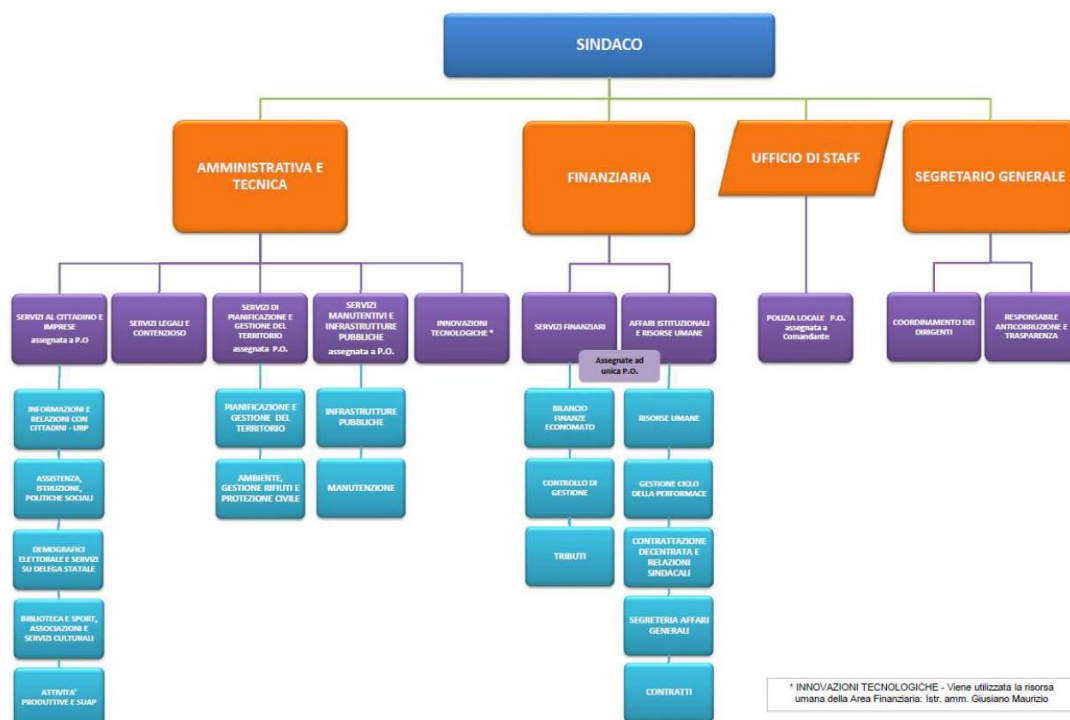 SINDACO
AMMINISTRATIVA E
TECNICA
FINANZIARIA
UFFICIO DI STAFF
SEGRETARIO GENERALE
SERVIZI AL CITTADINO E
IMPRESE
assegnata a P.O
SERVIZI LEGALI E
CONTENZIOSO
SERVIZI DI
PIANIFICAZIONE E
GESTIONE DEL
TERRITORIO
assegnata P.O.
SERVIZI
MANUTENTIVI E
INFRASTRUTTURE
PUBBLICHE
assegnata a P.O.
INNOVAZIONI
TECNOLOGICHE *
SERVIZI FINANZIARI
AFFARI ISTITUZIONALI
E RISORSE UMANE
Assegnate ad
unica P.O.
POLIZIA LOCALE P.O.
assegnata a
Comandante
COORDINAMENTO DEI
DIRIGENTI
RESPONSABILE
ANTICORRUZIONE E
TRASPARENZA
INFORMAZIONI E
RELAZIONI CON
CITTADINI - URP
ASSISTENZA,
ISTRUZIONE,
POLITICHE SOCIALI
DEMOGRAFICI
ELETTORALE E SERVIZI
SU DELEGA STATALE
BIBLIOTECA E SPORT,
ASSOCIAZIONI E
SERVIZI CULTURALI
ATTIVITA'
PRODUTTIVE E SUAP
PIANIFICAZIONE E
GESTIONE DEL
TERRITORIO
AMBIENTE,
GESTIONE RIFIUTI E
PROTEZIONE CIVILE
INFRASTRUTTURE
PUBBLICHE
MANUTENZIONE
BILANCIO
FINANZE
ECONOMATO
CONTROLLO DI
GESTIONE
TRIBUTI
RISORSE UMANE
GESTIONE CICLO
DELLA PERFORMACE
CONTRATTAZIONE
DECENTRATA E
RELAZIONI
SINDACALI
SEGRETERIA AFFARI
GENERALI
CONTRATTI
* INNOVAZIONI TECNOLOGICHE - Viene utilizzata la risorsa
umana della Area Finanziaria: Istr. amm. Giusiano Maurizio